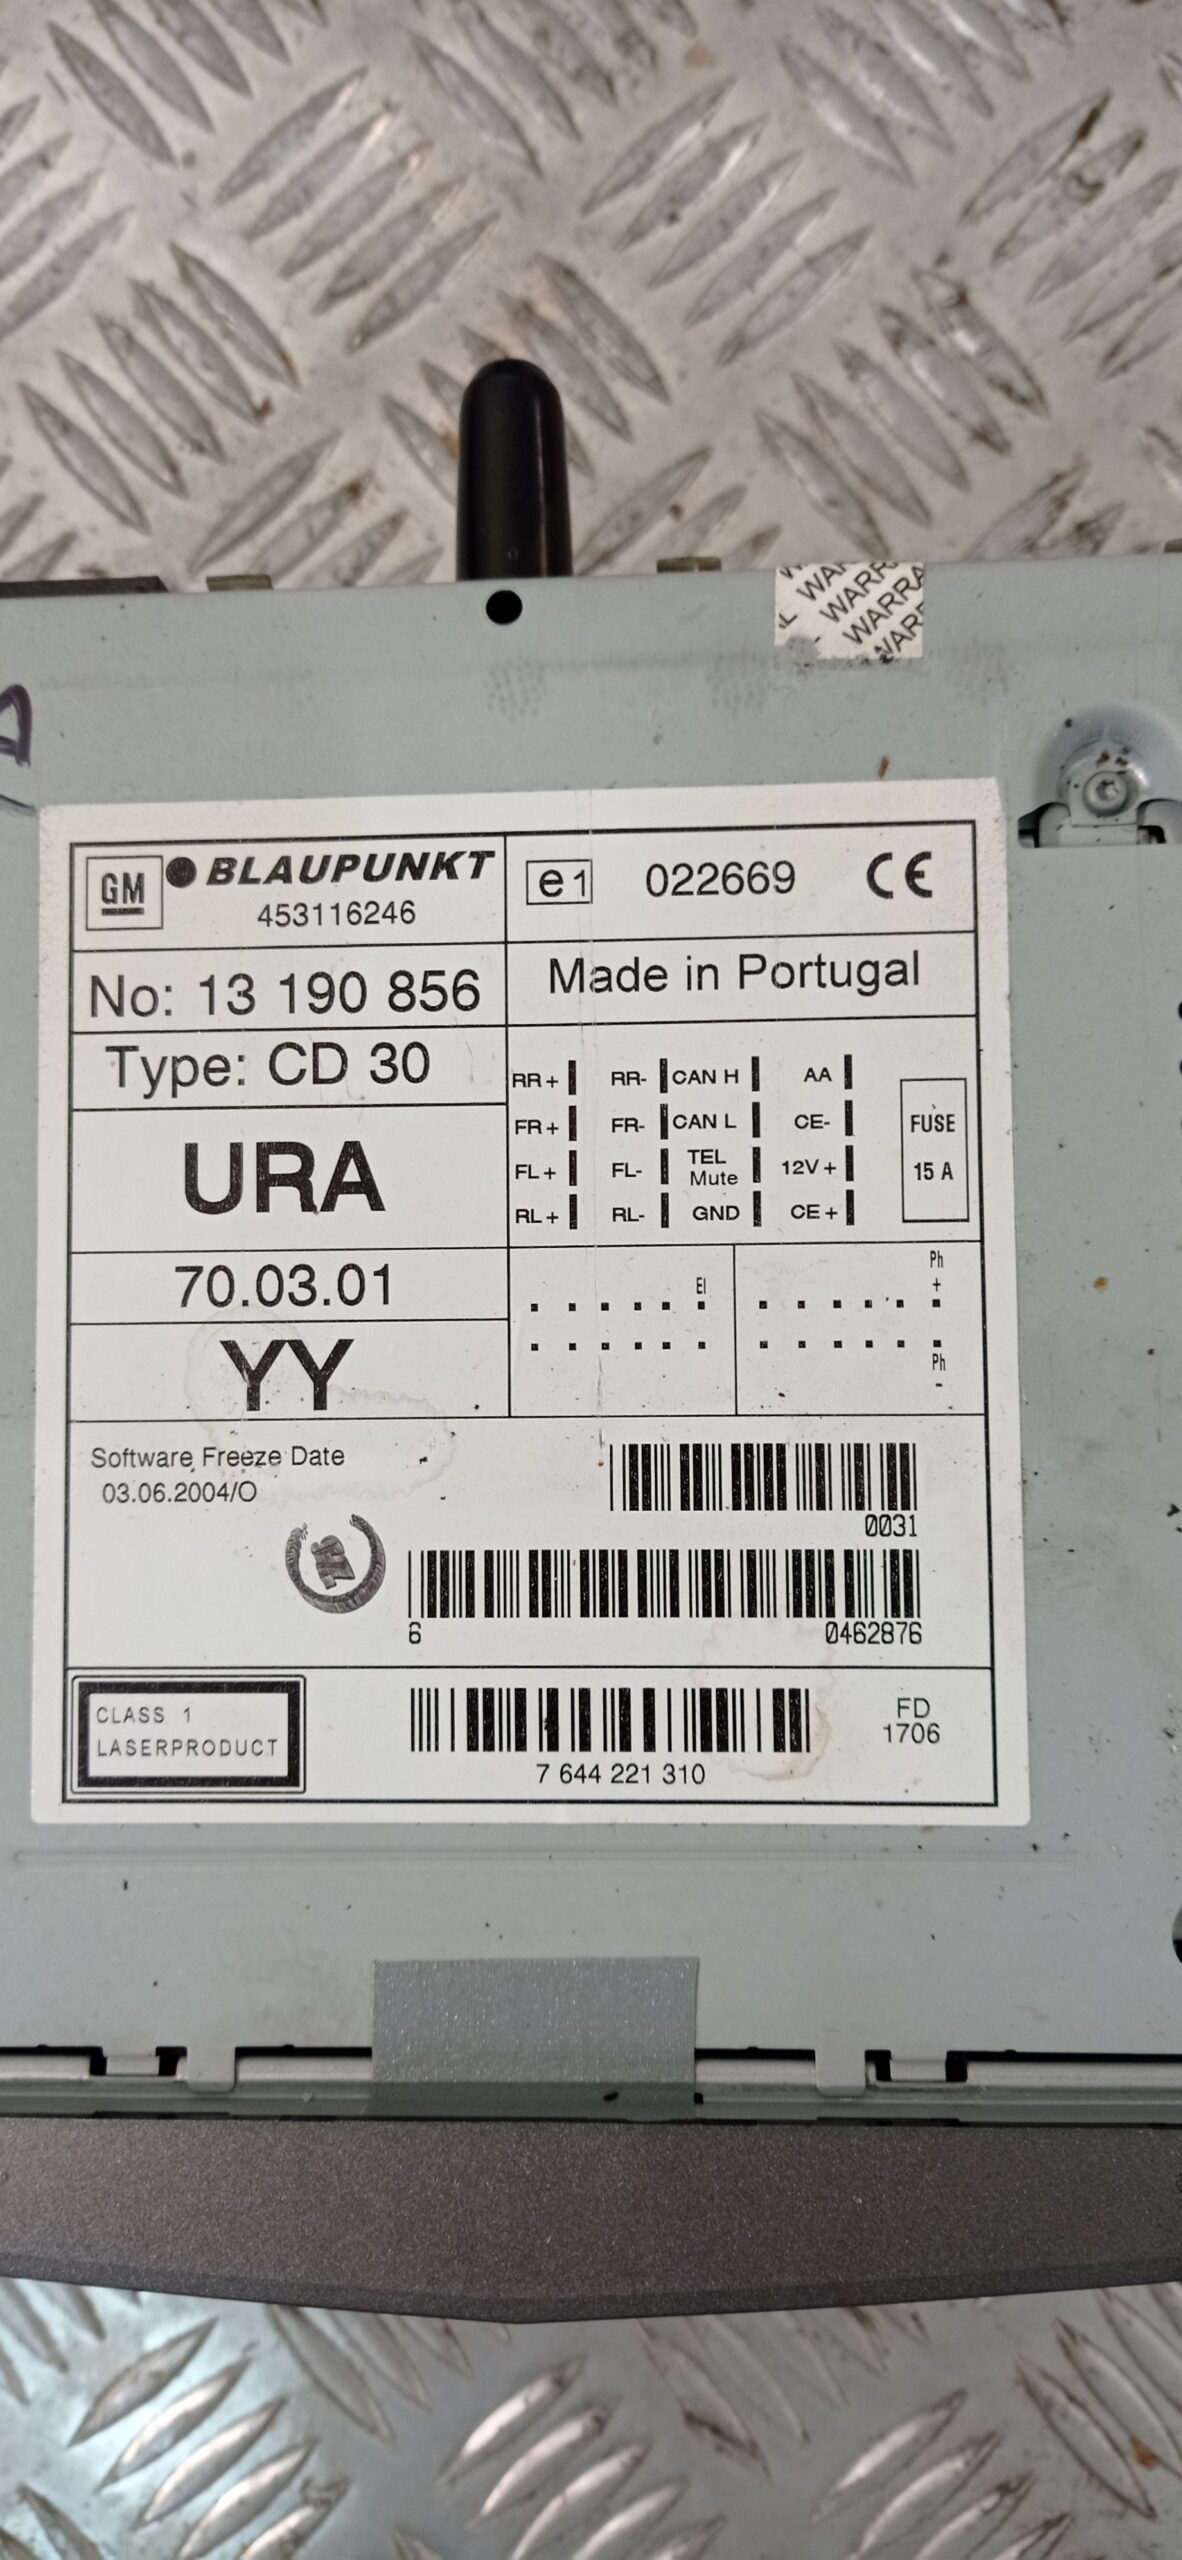 WARRA
WARRA
WARRA
D
GM BLAUPUNKT
453116246
e1 022669 CE
No: 13 190 856
Made in Portugal
Type: CD 30
RR+ RR- CAN H AA
FR+ FR- CAN L CE-
FL+ FL- TEL Mute 12V+
RL+ RL- GND CE+
FUSE
15 A
URA
70.03.01
YY
EI
Ph
+
Ph
-
Software Freeze Date
03.06.2004/O
0031
6 0462876
CLASS 1
LASERPRODUCT
7 644 221 310
FD
1706